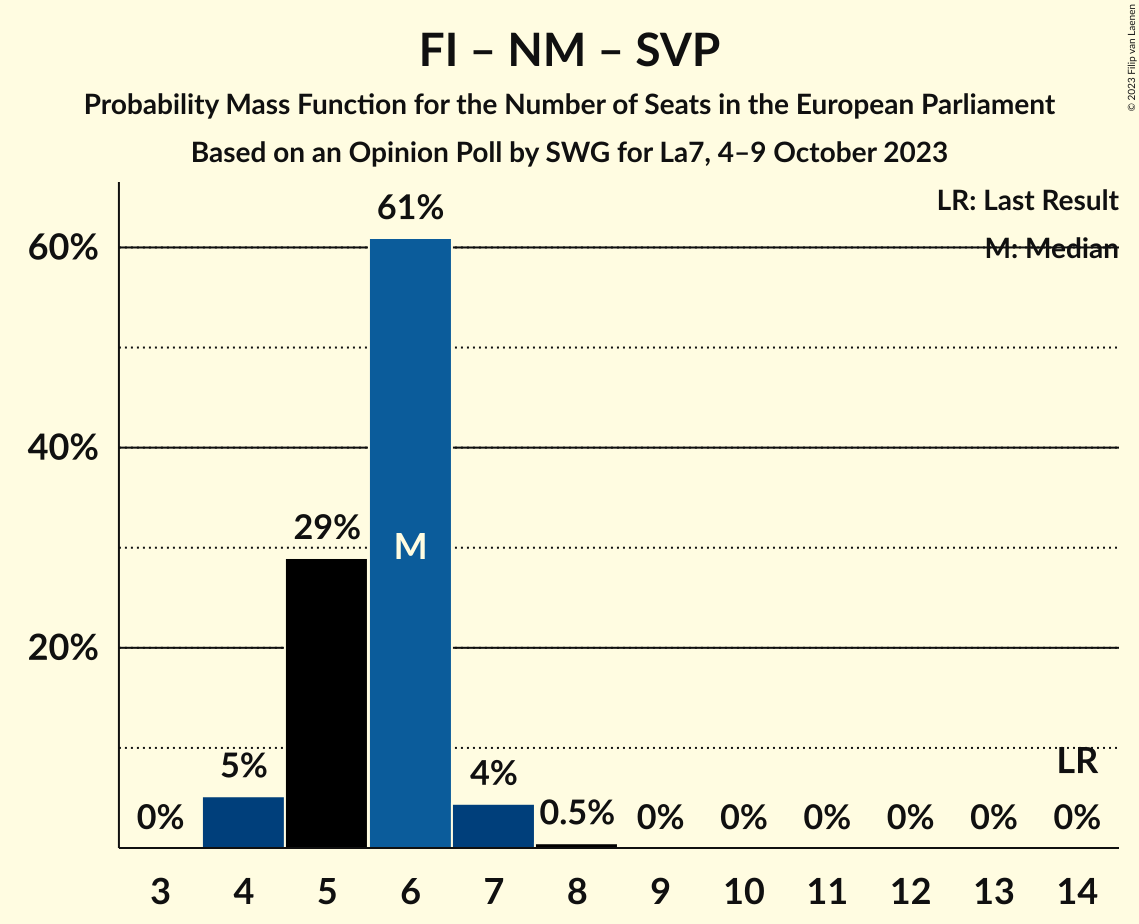 FI – NM – SVP
Probability Mass Function for the Number of Seats in the European Parliament
Based on an Opinion Poll by SWG for La7, 4–9 October 2023
© 2023 Filip van Laenen
LR: Last Result
M: Median
60%
40%
20%
0% 5% 29% 61% 4% 0.5% 0% 0% 0% 0% 0% 0%
M
LR
3 4 5 6 7 8 9 10 11 12 13 14